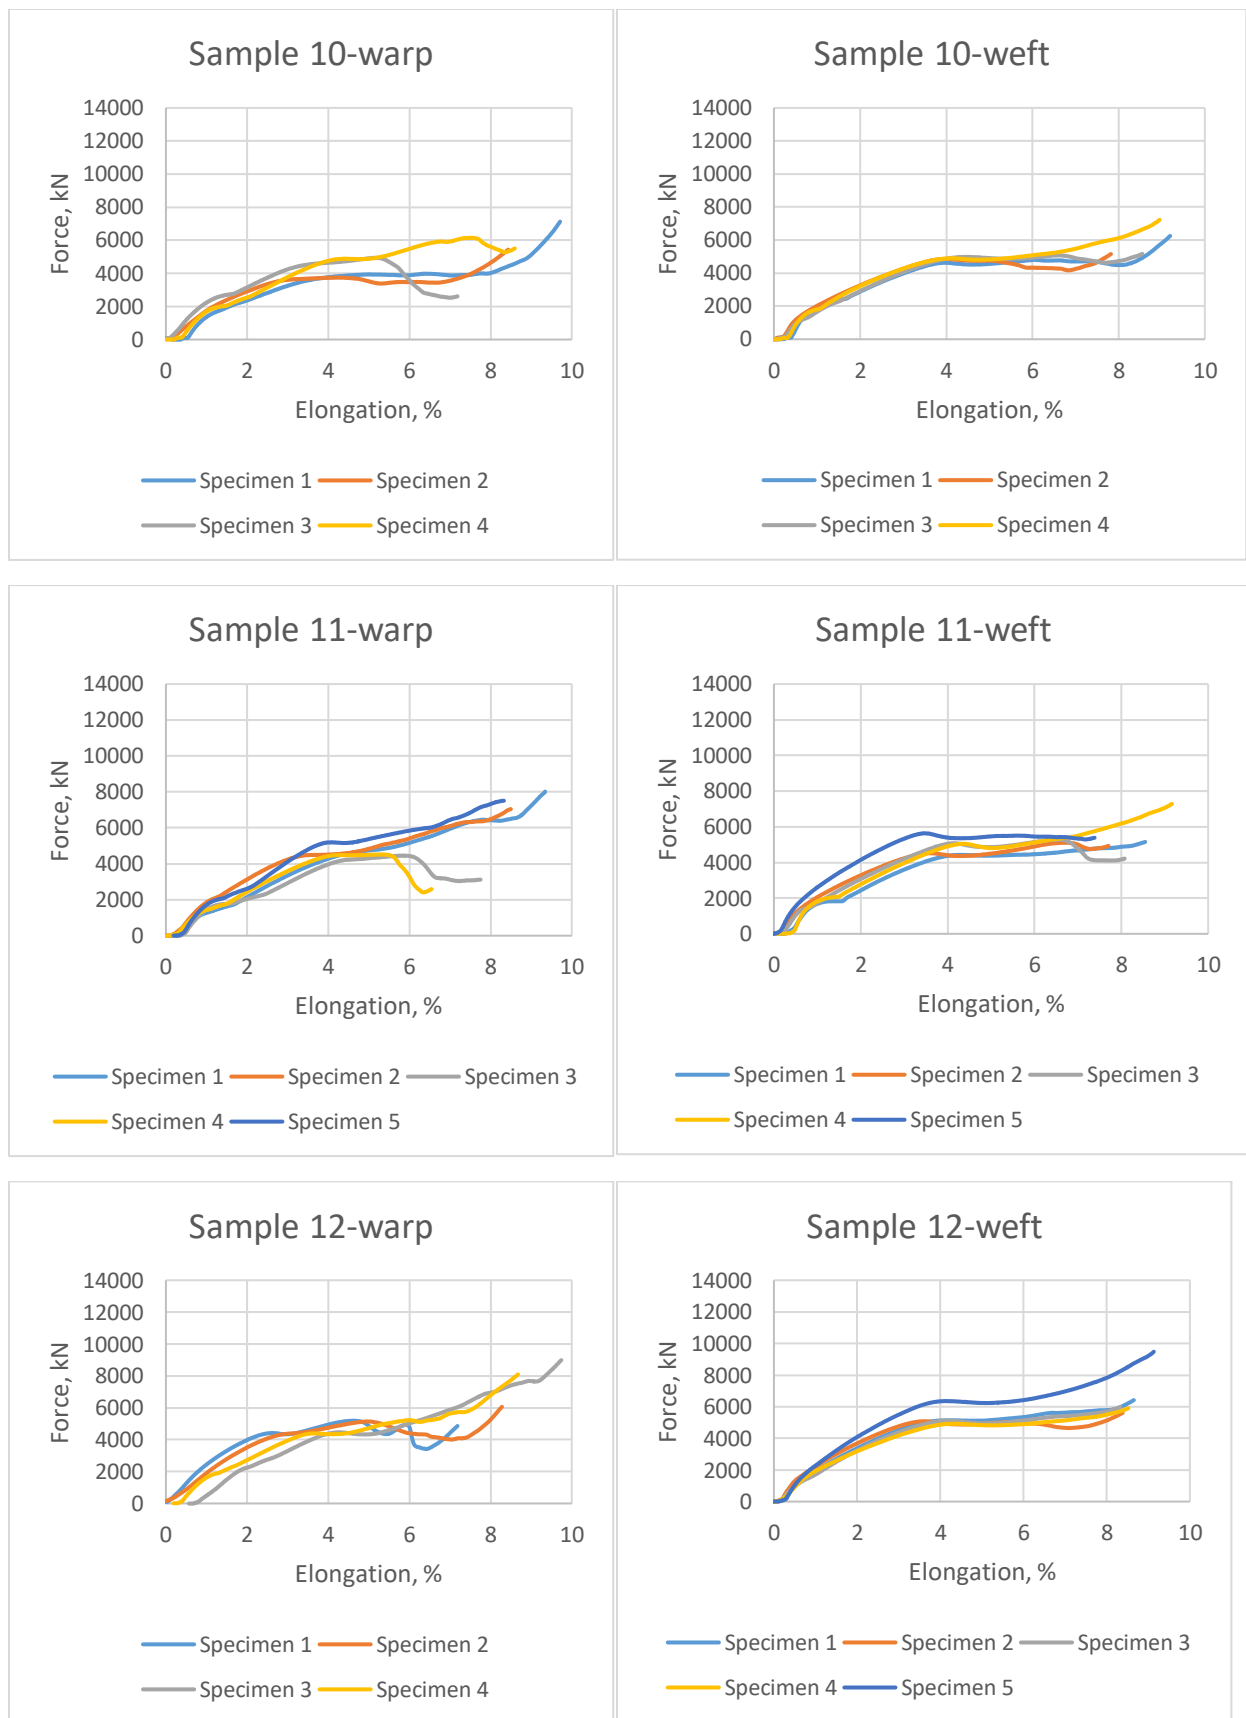 Sample 10-warp
14000
12000
10000
8000
6000
4000
2000
0
Force, kN
0 2 4 6 8 10
Elongation, %
Specimen 1 Specimen 2
Specimen 3 Specimen 4
Sample 10-weft
14000
12000
10000
8000
6000
4000
2000
0
Force, kN
0 2 4 6 8 10
Elongation, %
Specimen 1 Specimen 2
Specimen 3 Specimen 4
Sample 11-warp
14000
12000
10000
8000
6000
4000
2000
0
Force, kN
0 2 4 6 8 10
Elongation, %
Specimen 1 Specimen 2 Specimen 3
Specimen 4 Specimen 5
Sample 11-weft
14000
12000
10000
8000
6000
4000
2000
0
Force, kN
0 2 4 6 8 10
Elongation, %
Specimen 1 Specimen 2 Specimen 3
Specimen 4 Specimen 5
Sample 12-warp
14000
12000
10000
8000
6000
4000
2000
0
Force, kN
0 2 4 6 8 10
Elongation, %
Specimen 1 Specimen 2
Specimen 3 Specimen 4
Sample 12-weft
14000
12000
10000
8000
6000
4000
2000
0
Force, kN
0 2 4 6 8 10
Elongation, %
Specimen 1 Specimen 2 Specimen 3
Specimen 4 Specimen 5